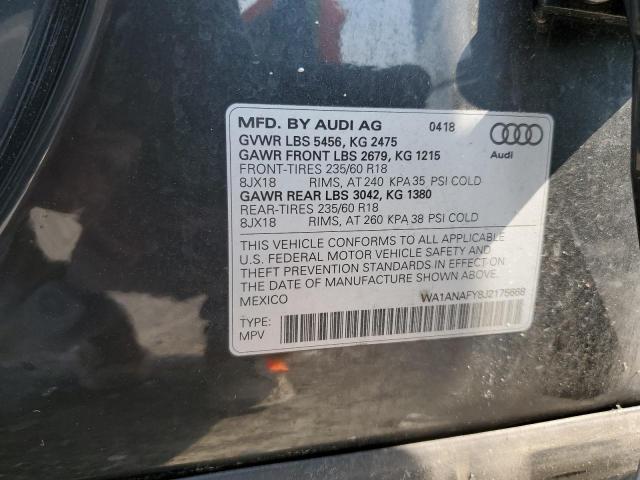 MFD. BY AUDI AG 0418
GVWR LBS 5456, KG 2475
GAWR FRONT LBS 2679, KG 1215
FRONT-TIRES 235/60 R18
8JX18 RIMS, AT 240 KPA 35 PSI COLD
GAWR REAR LBS 3042, KG 1380
REAR-TIRES 235/60 R18
8JX18 RIMS, AT 260 KPA 38 PSI COLD
Audi
THIS VEHICLE CONFORMS TO ALL APPLICABLE
U.S. FEDERAL MOTOR VEHICLE SAFETY AND
THEFT PREVENTION STANDARDS IN EFFECT ON
THE DATE OF MANUFACTURE SHOWN ABOVE.
MEXICO WA1ANAFY8J2175668
TYPE:
MPV